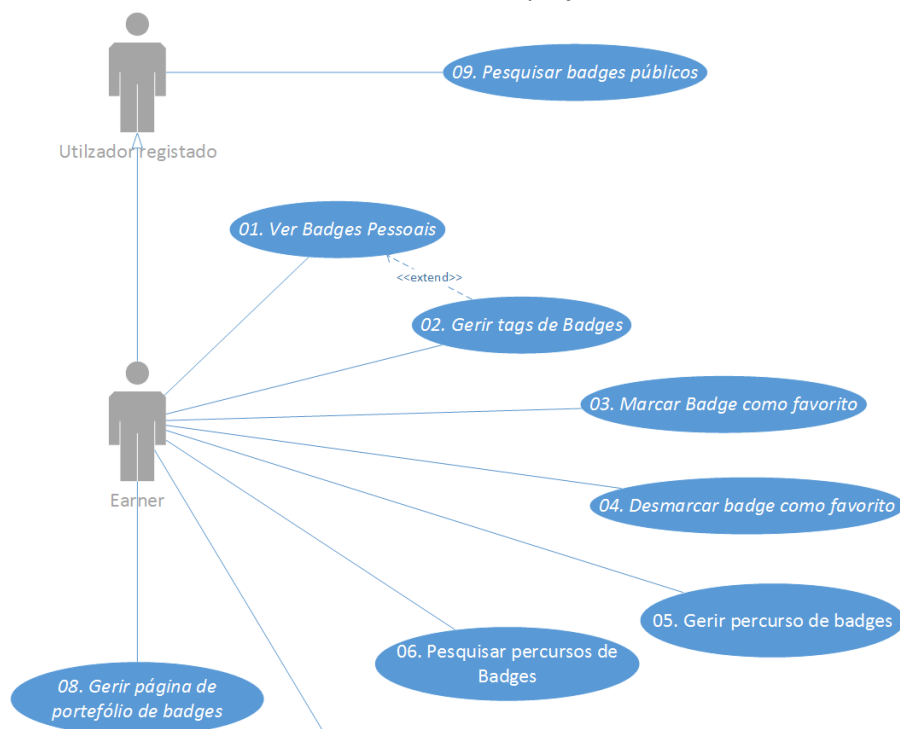 09. Pesquisar badges públicos
Utilzador registado
01. Ver Badges Pessoais
<<extend>>
02. Gerir tags de Badges
03. Marcar Badge como favorito
Earner
04. Desmarcar badge como favorito
05. Gerir percurso de badges
06. Pesquisar percursos de
Badges
08. Gerir página de
portefólio de badges